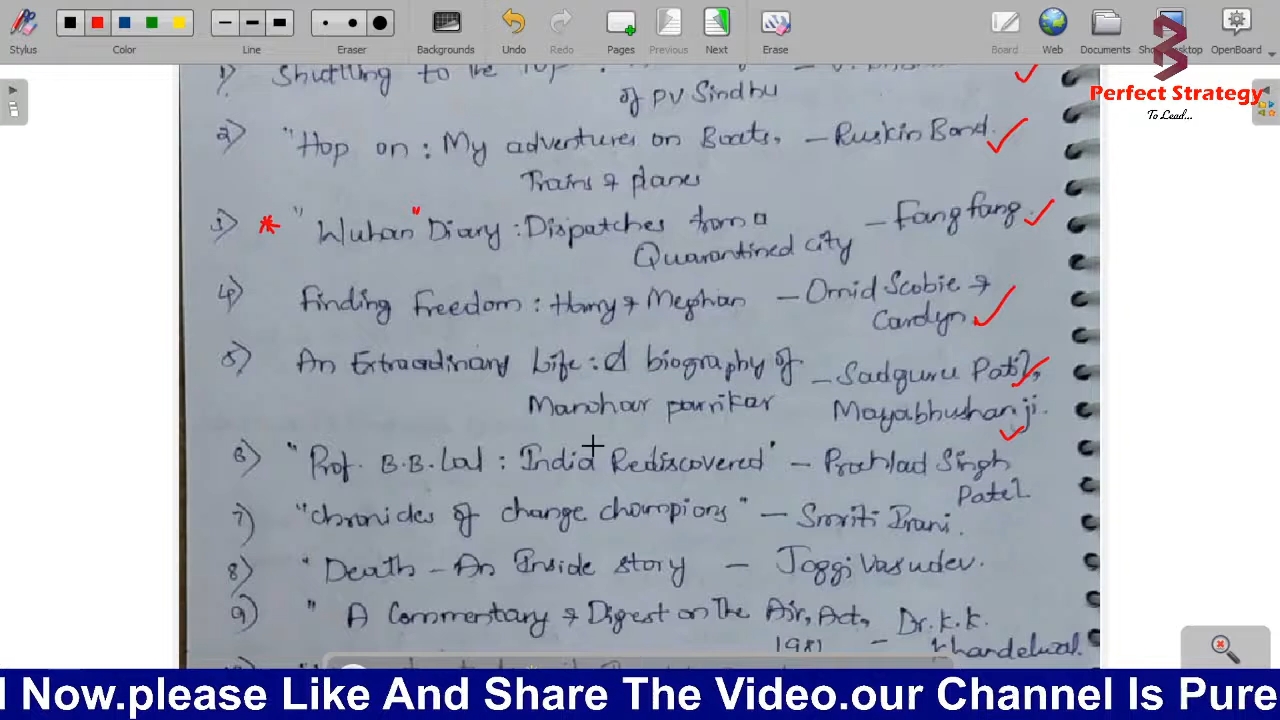 Stylus
Color
Line
Eraser
Backgrounds
Undo
Redo
Pages
Previous
Next
Erase
Board
Web
Documents
Show Desktop
OpenBoard
Perfect Strategy
To Lead...
1) Shuttling to the Top :
of PV Sindhu
2) "Hop on : My adventures on Boats, - Ruskin Bond.
Trains & planes
3) * "Wuhan" Diary : Dispatches from a - Fang fang.
Quarantined city
4) Finding Freedom : Harry & Meghan - Omid Scobie &
Carolyn
5) An Extraordinary Life : A biography of - Sadguru Patil,
Manohar parrikar Mayabhushanji.
6) "Prof. B.B. Lal : India Rediscovered" - Prahlad Singh
Patel
7) "Chronicles of change champions" - Smriti Irani.
8) "Death - An Inside story - Jaggi Vasudev.
9) " A Commentary & Digest on The Air, Act, Dr. K.K.
1981 - Khandelwal.
l Now.please Like And Share The Video.our Channel Is Pure